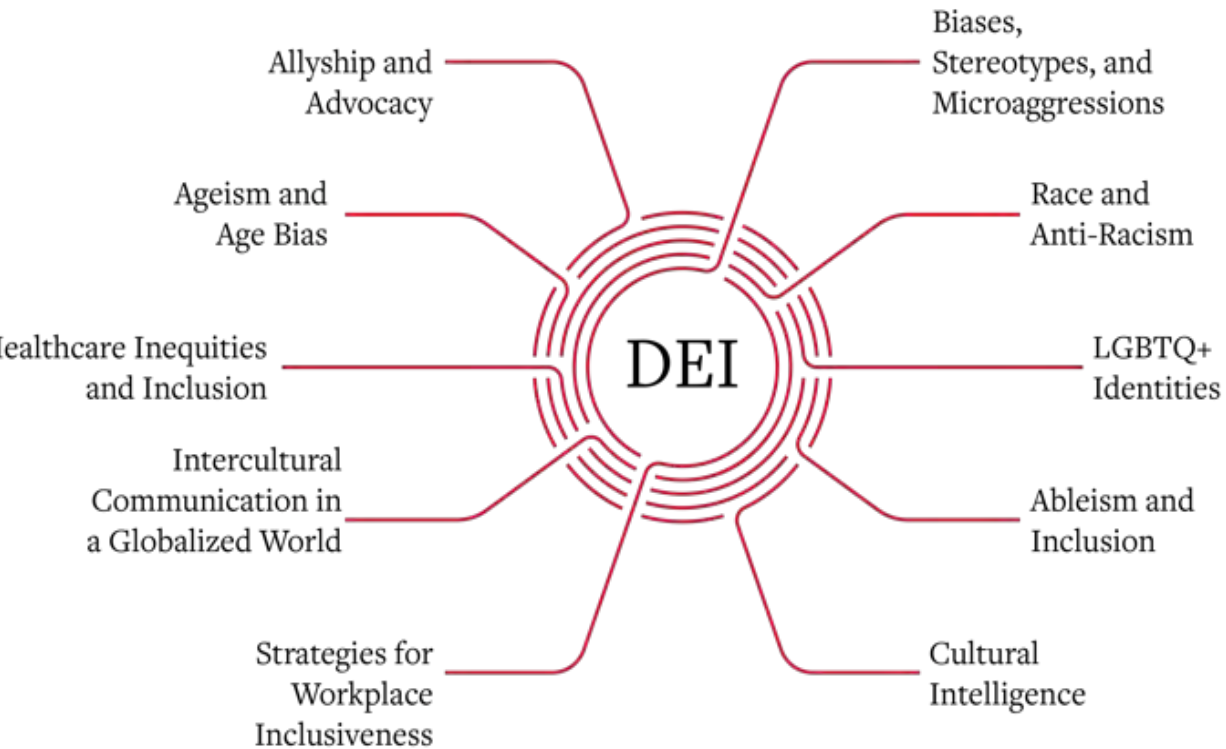 Allyship and
Advocacy
Biases,
Stereotypes, and
Microaggressions
Ageism and
Age Bias
Race and
Anti-Racism
ealthcare Inequities
and Inclusion
DEI
LGBTQ+
Identities
Intercultural
Communication in
a Globalized World
Ableism and
Inclusion
Strategies for
Workplace
Inclusiveness
Cultural
Intelligence